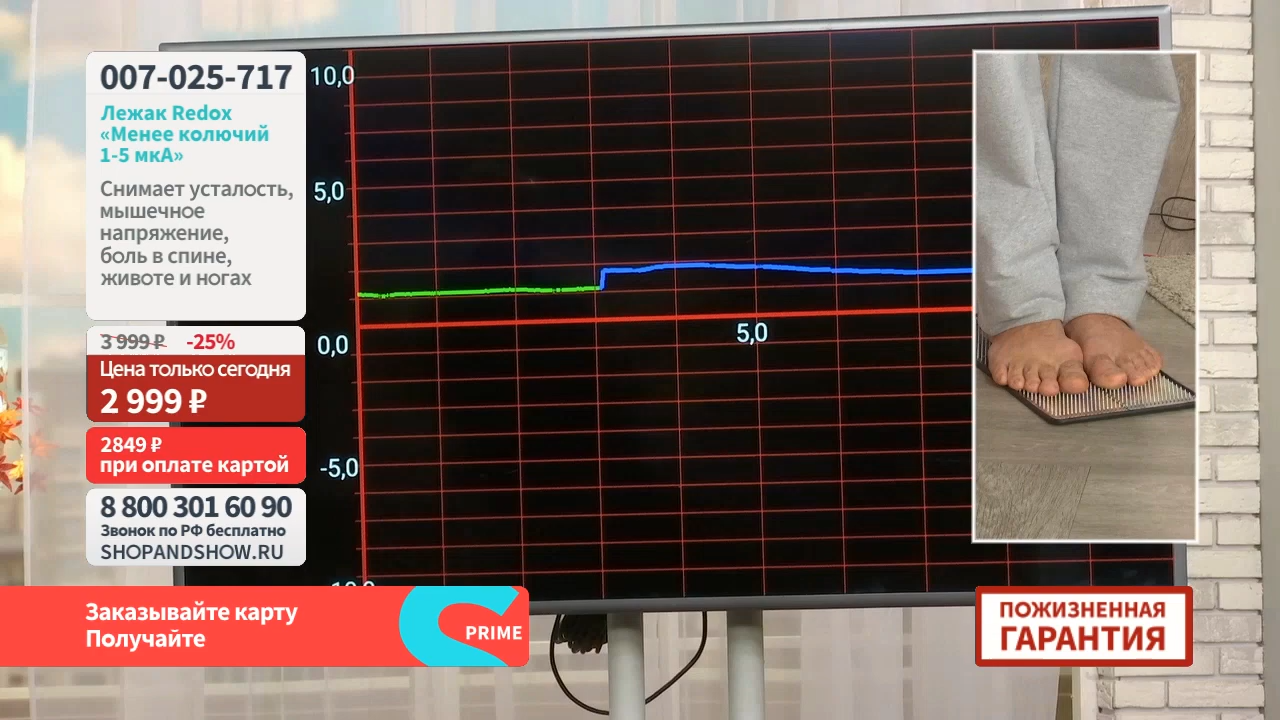 007-025-717
Лежак Redox
«Менее колючий
1-5 мкА»
Снимает усталость,
мышечное
напряжение,
боль в спине,
животе и ногах
3 999 ₽ -25%
Цена только сегодня
2 999 ₽
2849 ₽
при оплате картой
8 800 301 60 90
Звонок по РФ бесплатно
SHOPANDSHOW.RU
Заказывайте карту
Получайте
PRIME
10,0
5,0
0,0
5,0
-5,0
ПОЖИЗНЕННАЯ
ГАРАНТИЯ